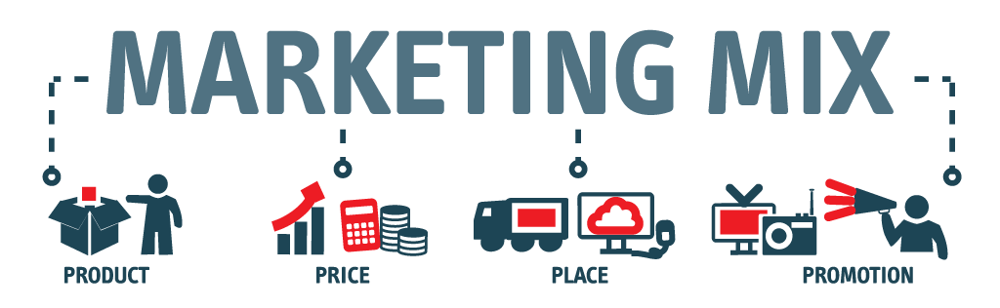 MARKETING MIX
PRODUCT
PRICE
PLACE
PROMOTION